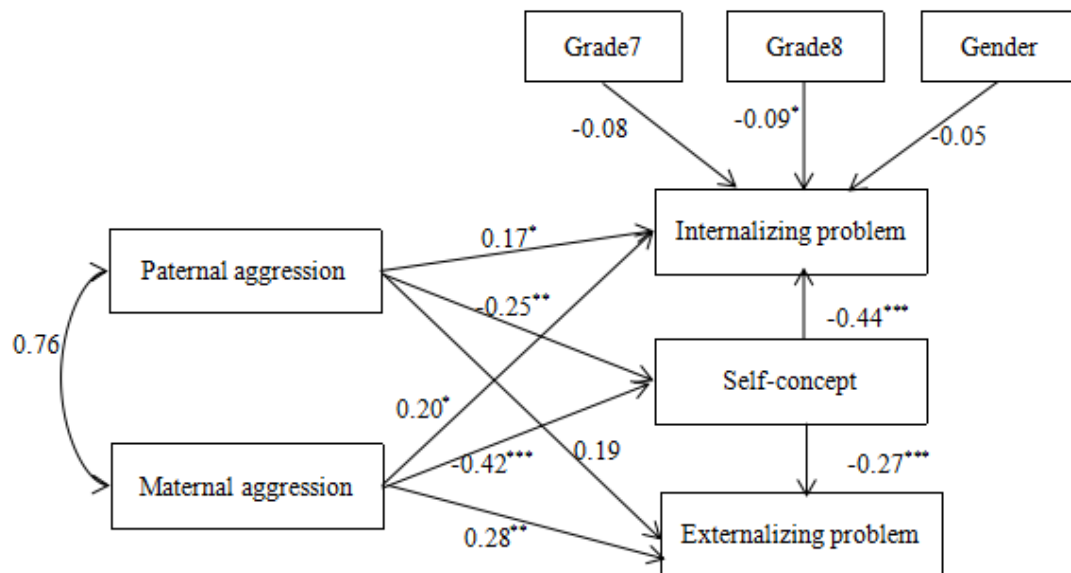 Grade7
Grade8
Gender
-0.08
-0.09*
-0.05
Internalizing problem
0.17*
Paternal aggression
-0.25**
-0.44***
0.76
Self-concept
0.20*
0.19
-0.42***
-0.27***
Maternal aggression
0.28**
Externalizing problem